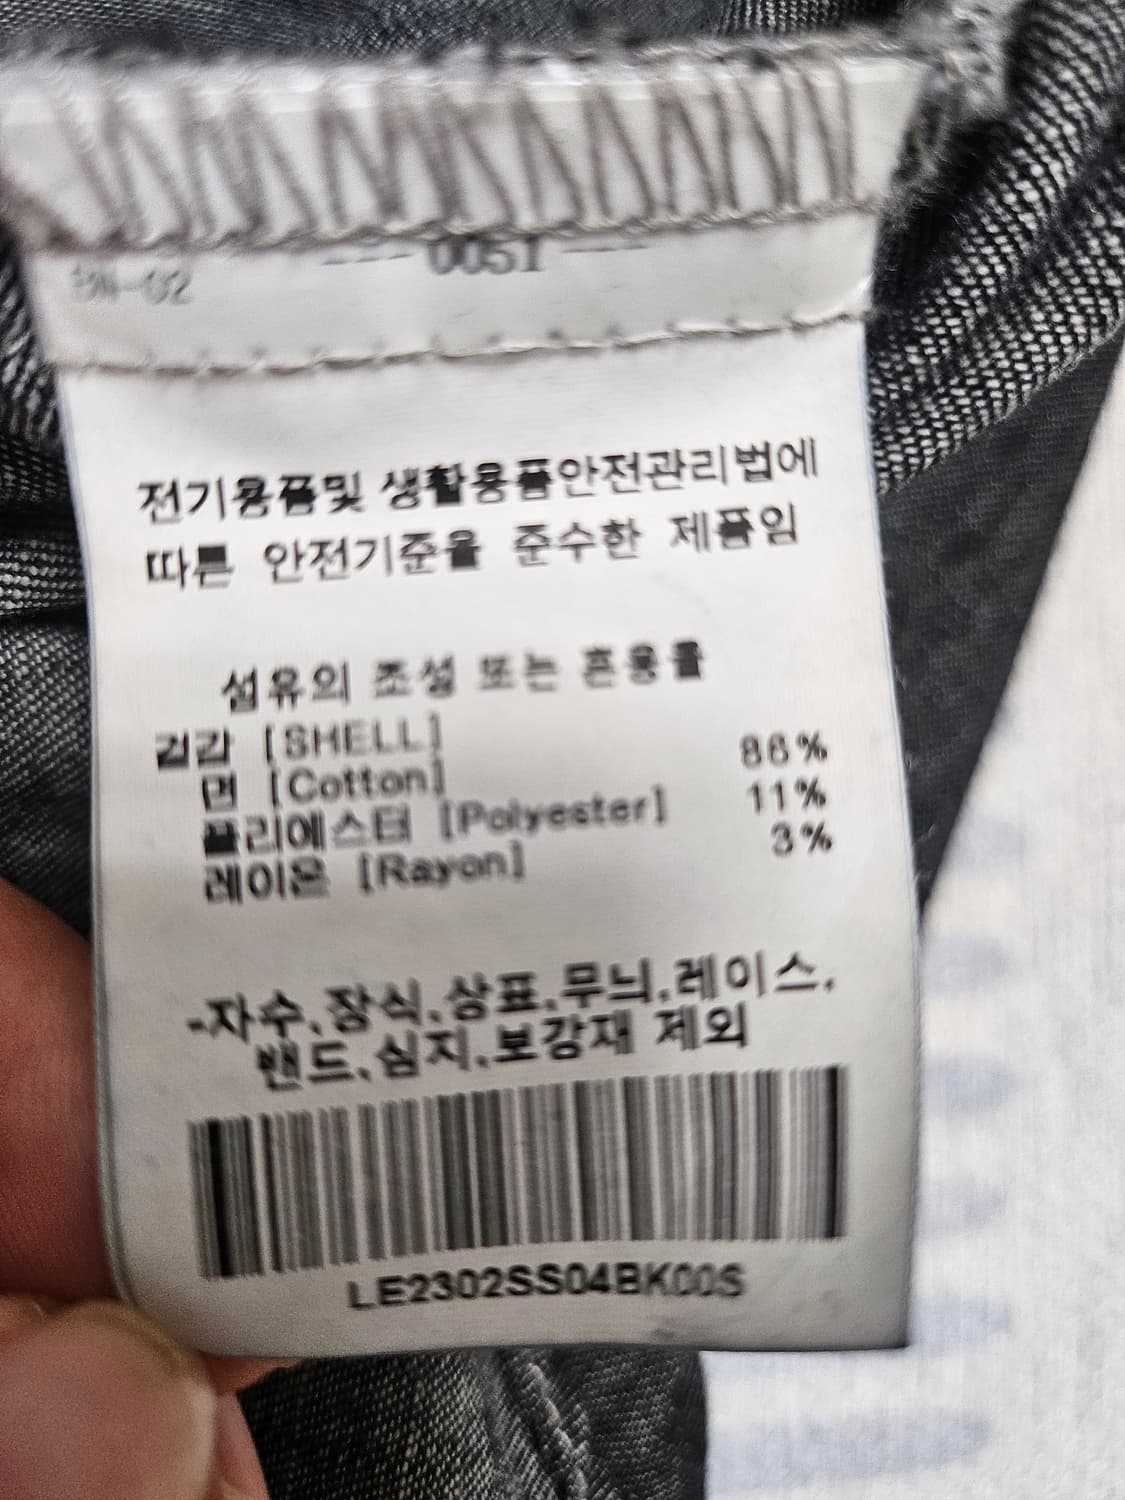 0051
BN-02
전기용품및 생활용품안전관리법에
따른 안전기준을 준수한 제품임
섬유의 조성 또는 혼용률
겉감 [SHELL]
면 [Cotton] 86%
폴리에스터 [Polyester] 11%
레이온 [Rayon] 3%
-자수,장식,상표,무늬,레이스,
밴드,심지,보강재 제외
LE2302SS04BK00S